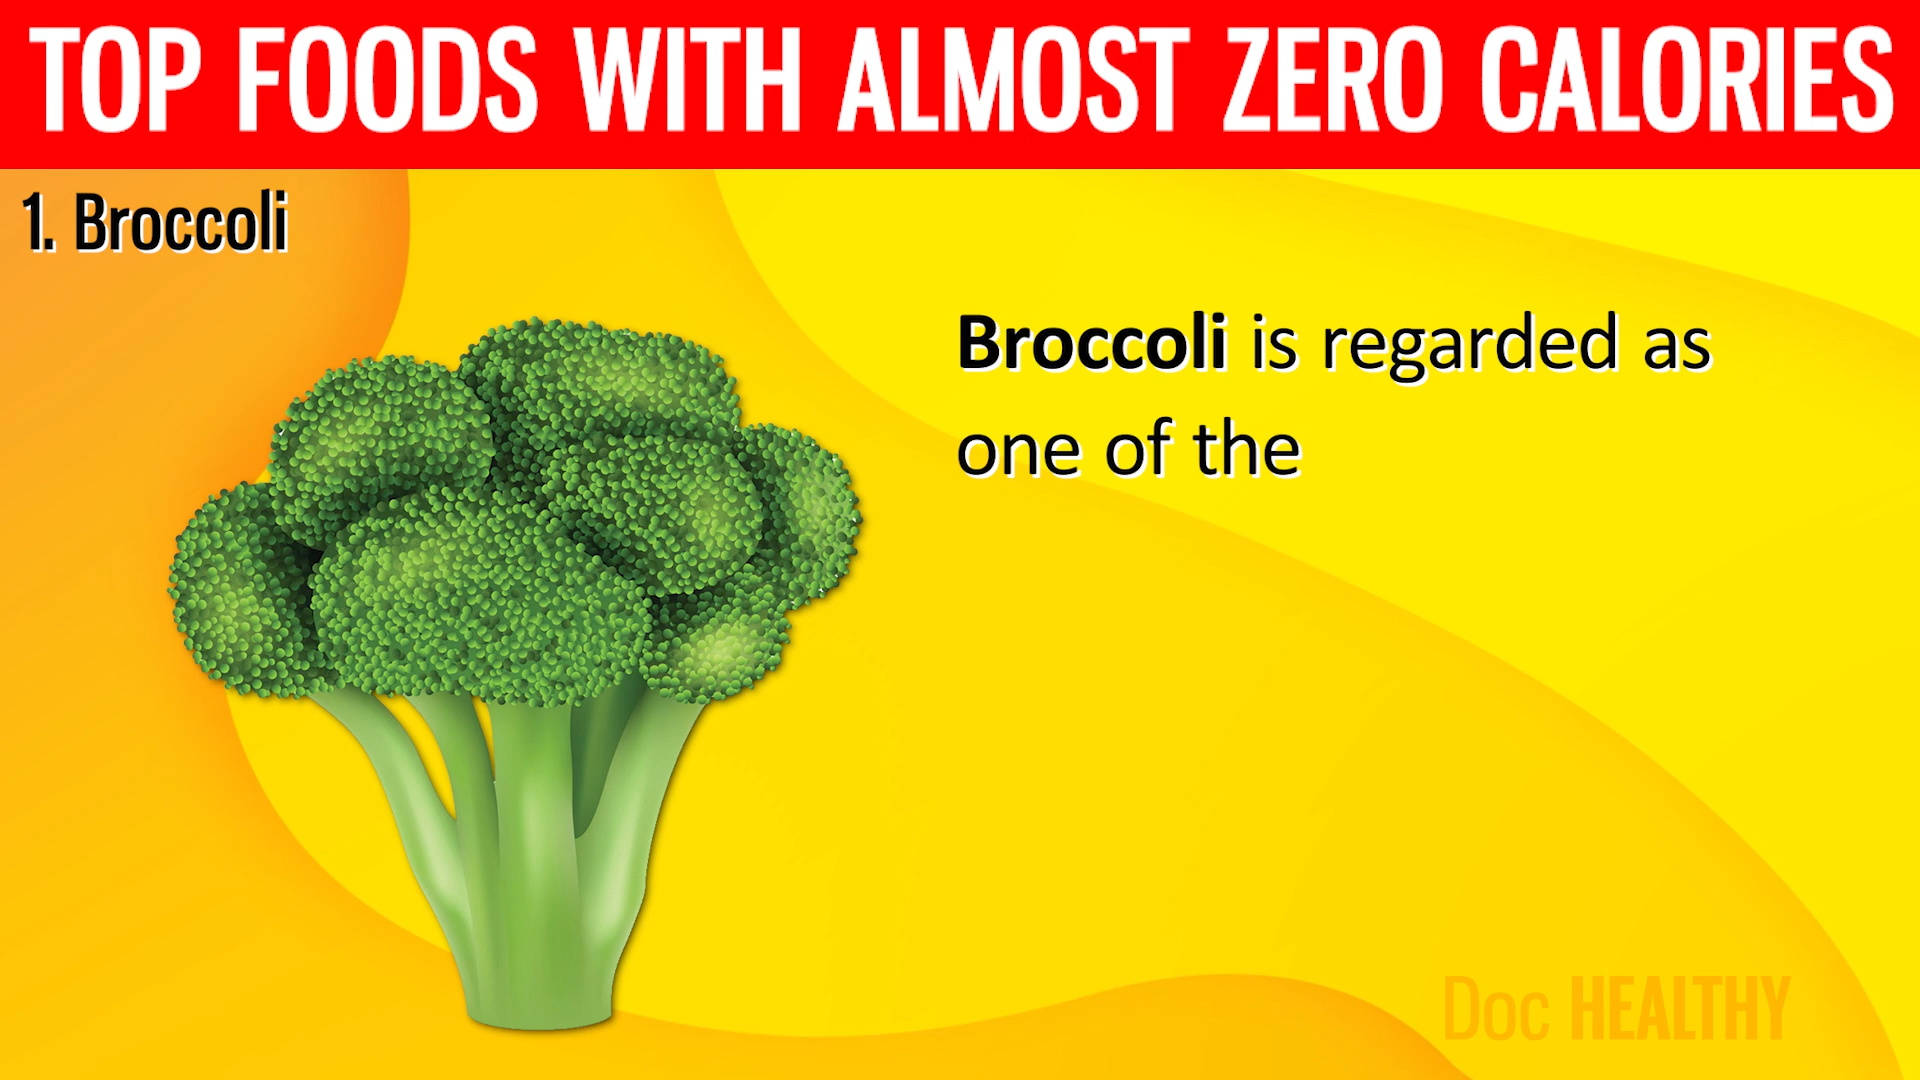 TOP FOODS WITH ALMOST ZERO CALORIES
1. Broccoli
Broccoli is regarded as
one of the
Doc HEALTHY